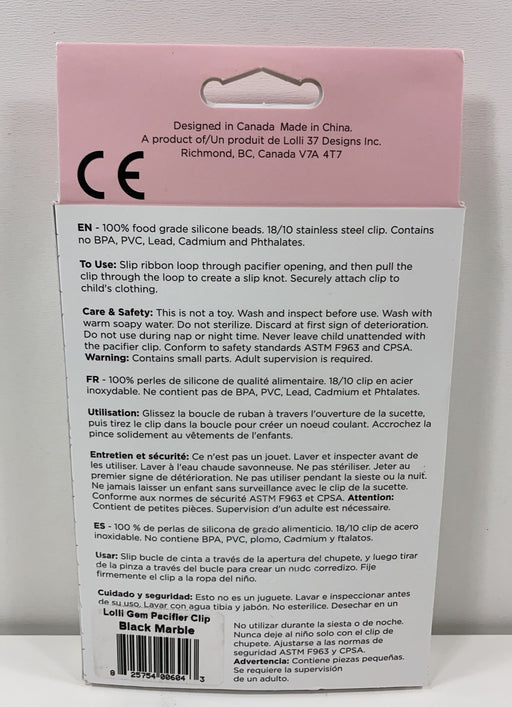 Designed in Canada Made in China.
A product of/Un produit de Lolli 37 Designs Inc.
Richmond, BC, Canada V7A 4T7
CE
EN - 100% food grade silicone beads. 18/10 stainless steel clip. Contains
no BPA, PVC, Lead, Cadmium and Phthalates.
To Use: Slip ribbon loop through pacifier opening, and then pull the
clip through the loop to create a slip knot. Securely attach clip to
child's clothing.
Care & Safety: This is not a toy. Wash and inspect before use. Wash with
warm soapy water. Do not sterilize. Discard at first sign of deterioration.
Do not use during nap or night time. Never leave child unattended with
the pacifier clip. Conform to safety standards ASTM F963 and CPSA.
Warning: Contains small parts. Adult supervision is required.
FR - 100% perles de silicone de qualité alimentaire. 18/10 clip en acier
inoxydable. Ne contient pas de BPA, PVC, Lead, Cadmium et Phtalates.
Utilisation: Glissez la boucle de ruban à travers l'ouverture de la sucette,
puis tirez le clip dans la boucle pour créer un noeud coulant. Accrochez la
pince solidement au vêtements de l'enfants.
Entretien et sécurité: Ce n'est pas un jouet. Laver et inspecter avant de
les utiliser. Laver à l'eau chaude savonneuse. Ne pas stériliser. Jeter au
premier signe de détérioration. Ne pas utiliser pendant la sieste ou la nuit.
Ne jamais laisser un enfant sans surveillance avec le clip de la sucette.
Conforme aux normes de sécurité ASTM F963 et CPSA. Attention:
Contient de petites pièces. Supervision d'un adulte est nécessaire.
ES - 100 % de perlas de silicona de grado alimenticio. 18/10 clip de acero
inoxidable. No contiene BPA, PVC, plomo, Cadmium y ftalates.
Usar: Slip bucle de cinta a través de la apertura del chupete, y luego tirar
de la pinza a través del bucle para crear un nudo corredizo. Fije
firmemente el clip a la ropa del niño.
Cuidado y seguridad: Esto no es un juguete. Lavar e inspeccionar antes
de su uso. Lavar con agua tibia y jabón. No esterilice. Desechar en un
No utilizar durante la siesta o de noche.
Nunca deje al niño solo con el clip de
chupete. Ajustarse a las normas de
seguridad ASTM F963 y CPSA.
Advertencia: Contiene piezas pequeñas.
Se requiere la supervisión
de un adulto.
Lolli Gem Pacifier Clip
Black Marble
8 25754 00604 3